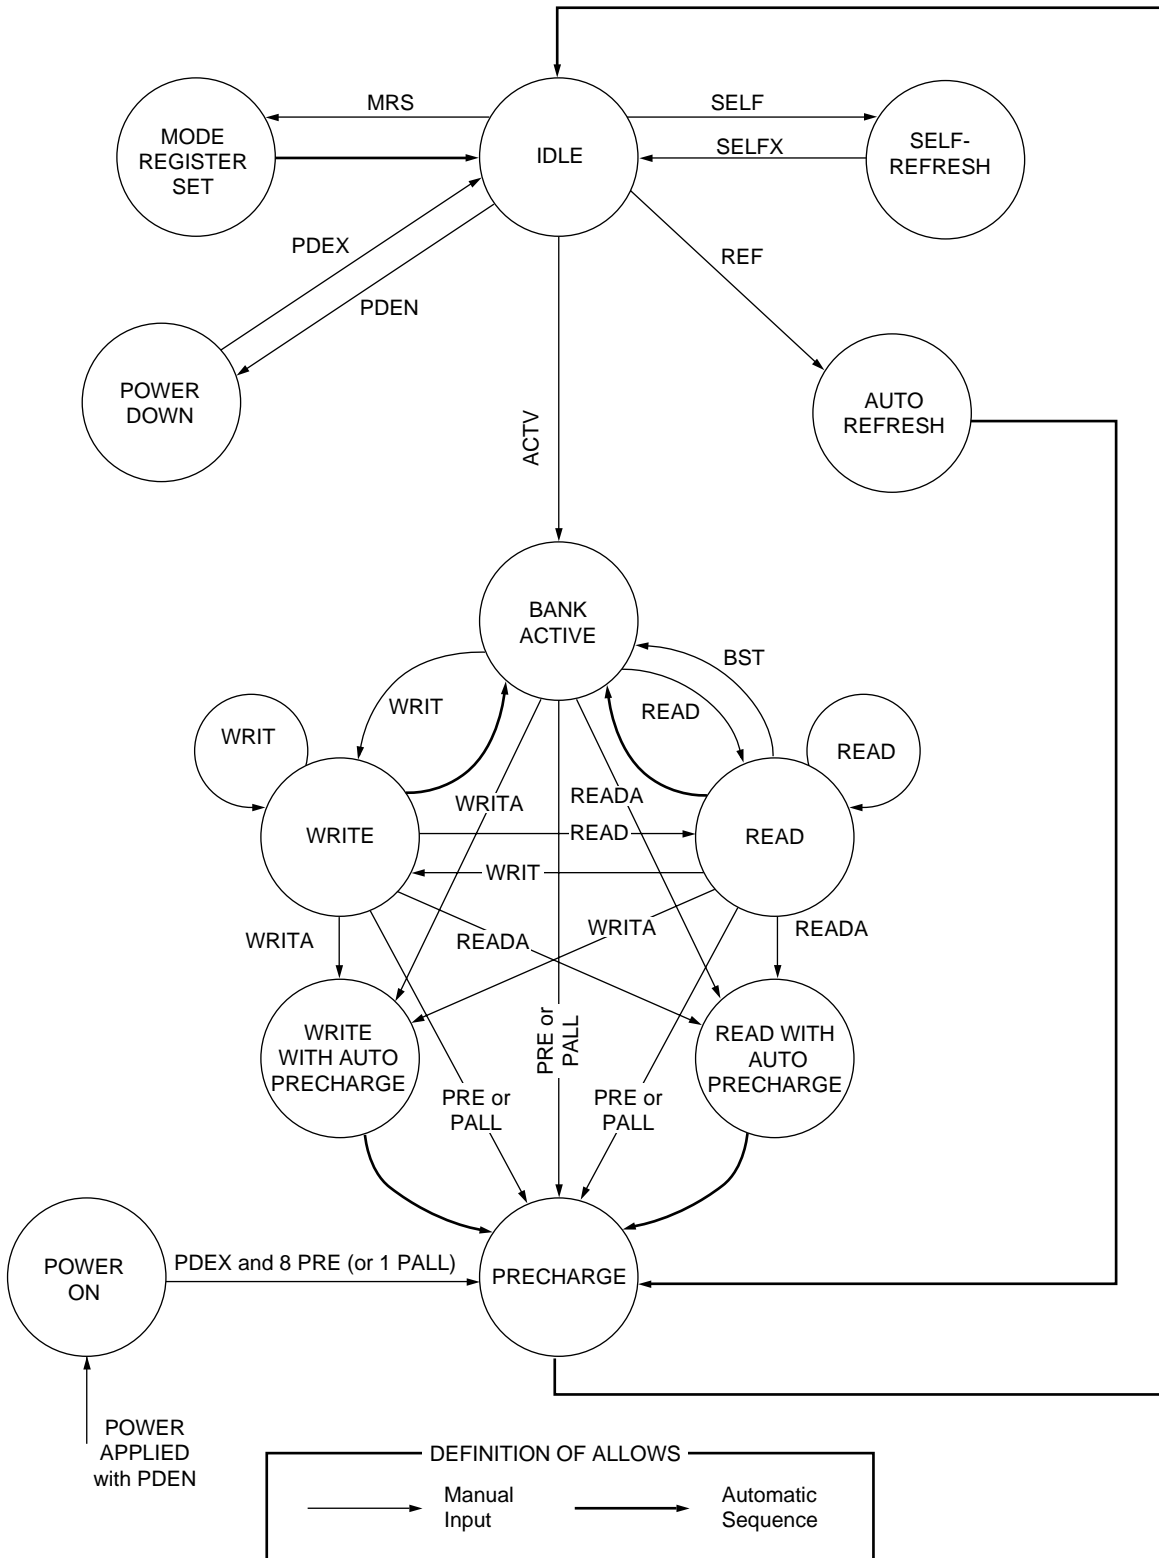 MRS
SELF
MODE
REGISTER
SET
IDLE
SELFX
SELF-
REFRESH
PDEX
REF
PDEN
POWER
DOWN
AUTO
REFRESH
ACTV
BANK
ACTIVE
BST
WRIT
READ
WRIT
READ
WRITA
READA
WRITE
READ
READ
WRIT
WRITA
READA
WRITA
READA
WRITE
WITH AUTO
PRECHARGE
PRE or
PALL
READ WITH
AUTO
PRECHARGE
PRE or
PALL
PRE or
PALL
POWER
ON
PDEX and 8 PRE (or 1 PALL)
PRECHARGE
POWER
APPLIED
with PDEN
DEFINITION OF ALLOWS
Manual
Input
Automatic
Sequence